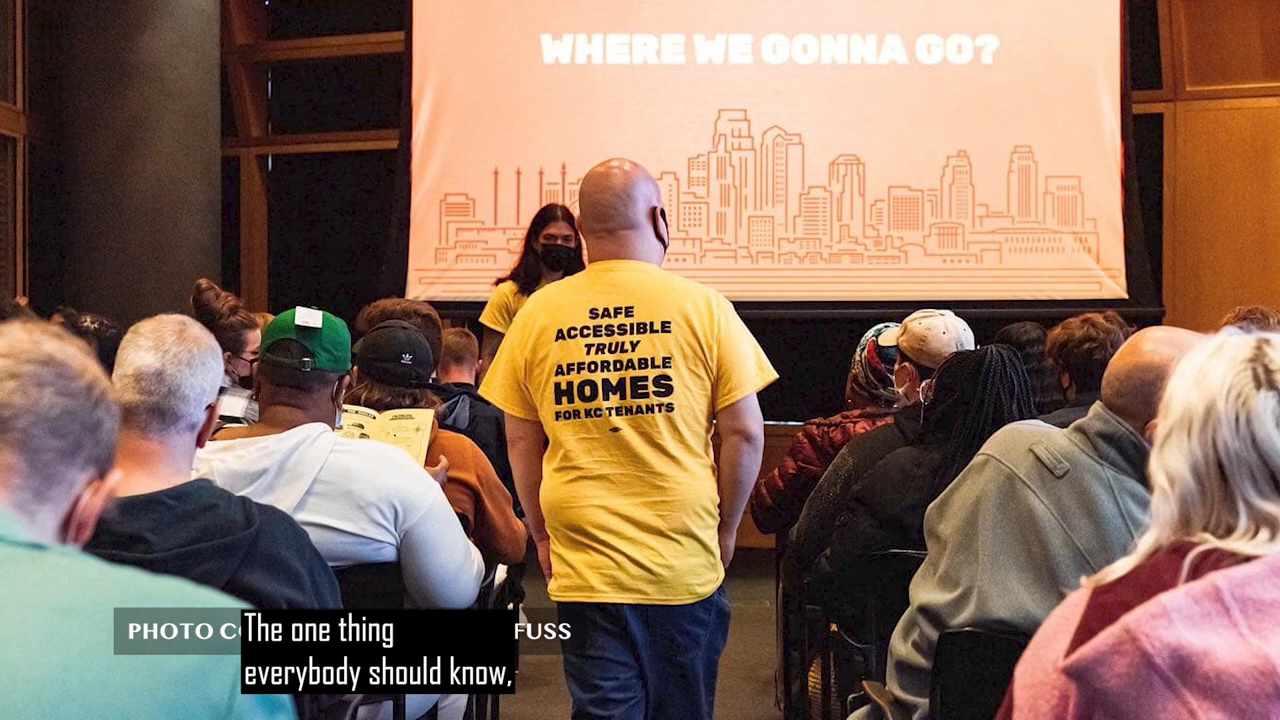 WHERE WE GONNA GO?
SAFE
ACCESSIBLE
TRULY
AFFORDABLE
HOMES
FOR KC TENANTS
PHOTO C
FUSS
The one thing
everybody should know,